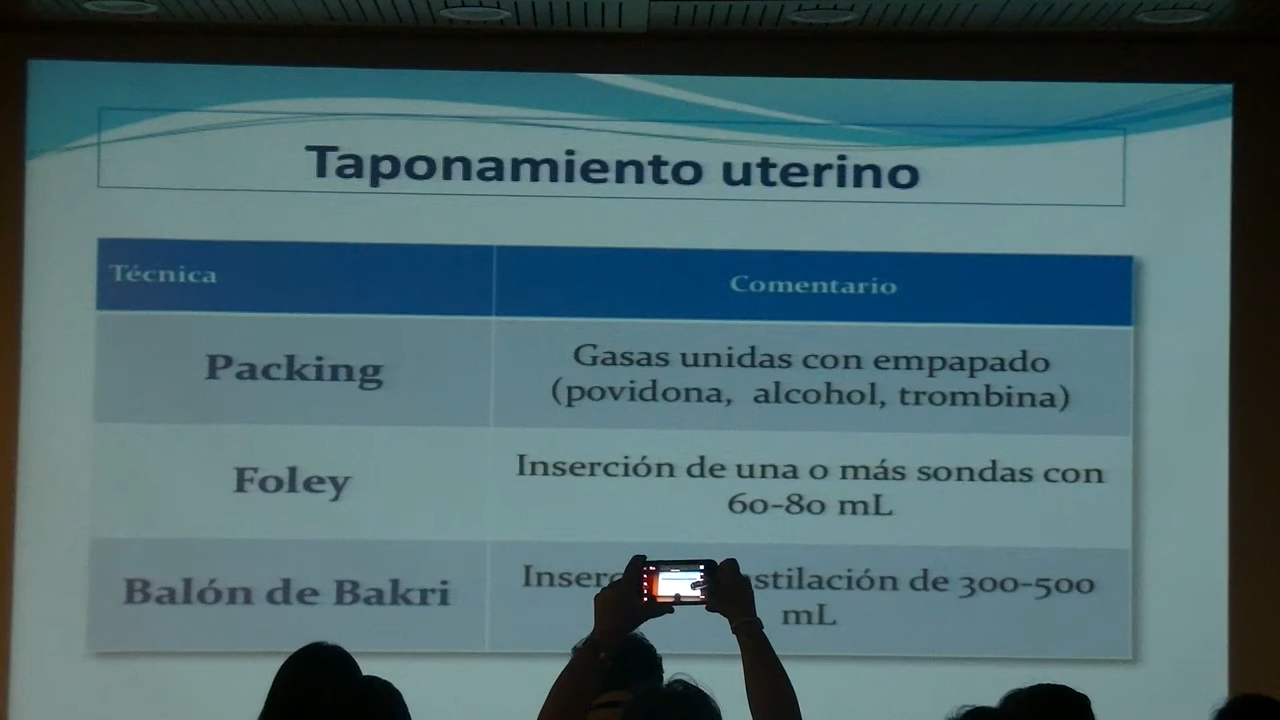 Taponamiento uterino
Técnica
Comentario
Packing
Gasas unidas con empapado
(povidona, alcohol, trombina)
Foley
Inserción de una o más sondas con
60-80 mL
Balón de Bakri
de 300-500
mL